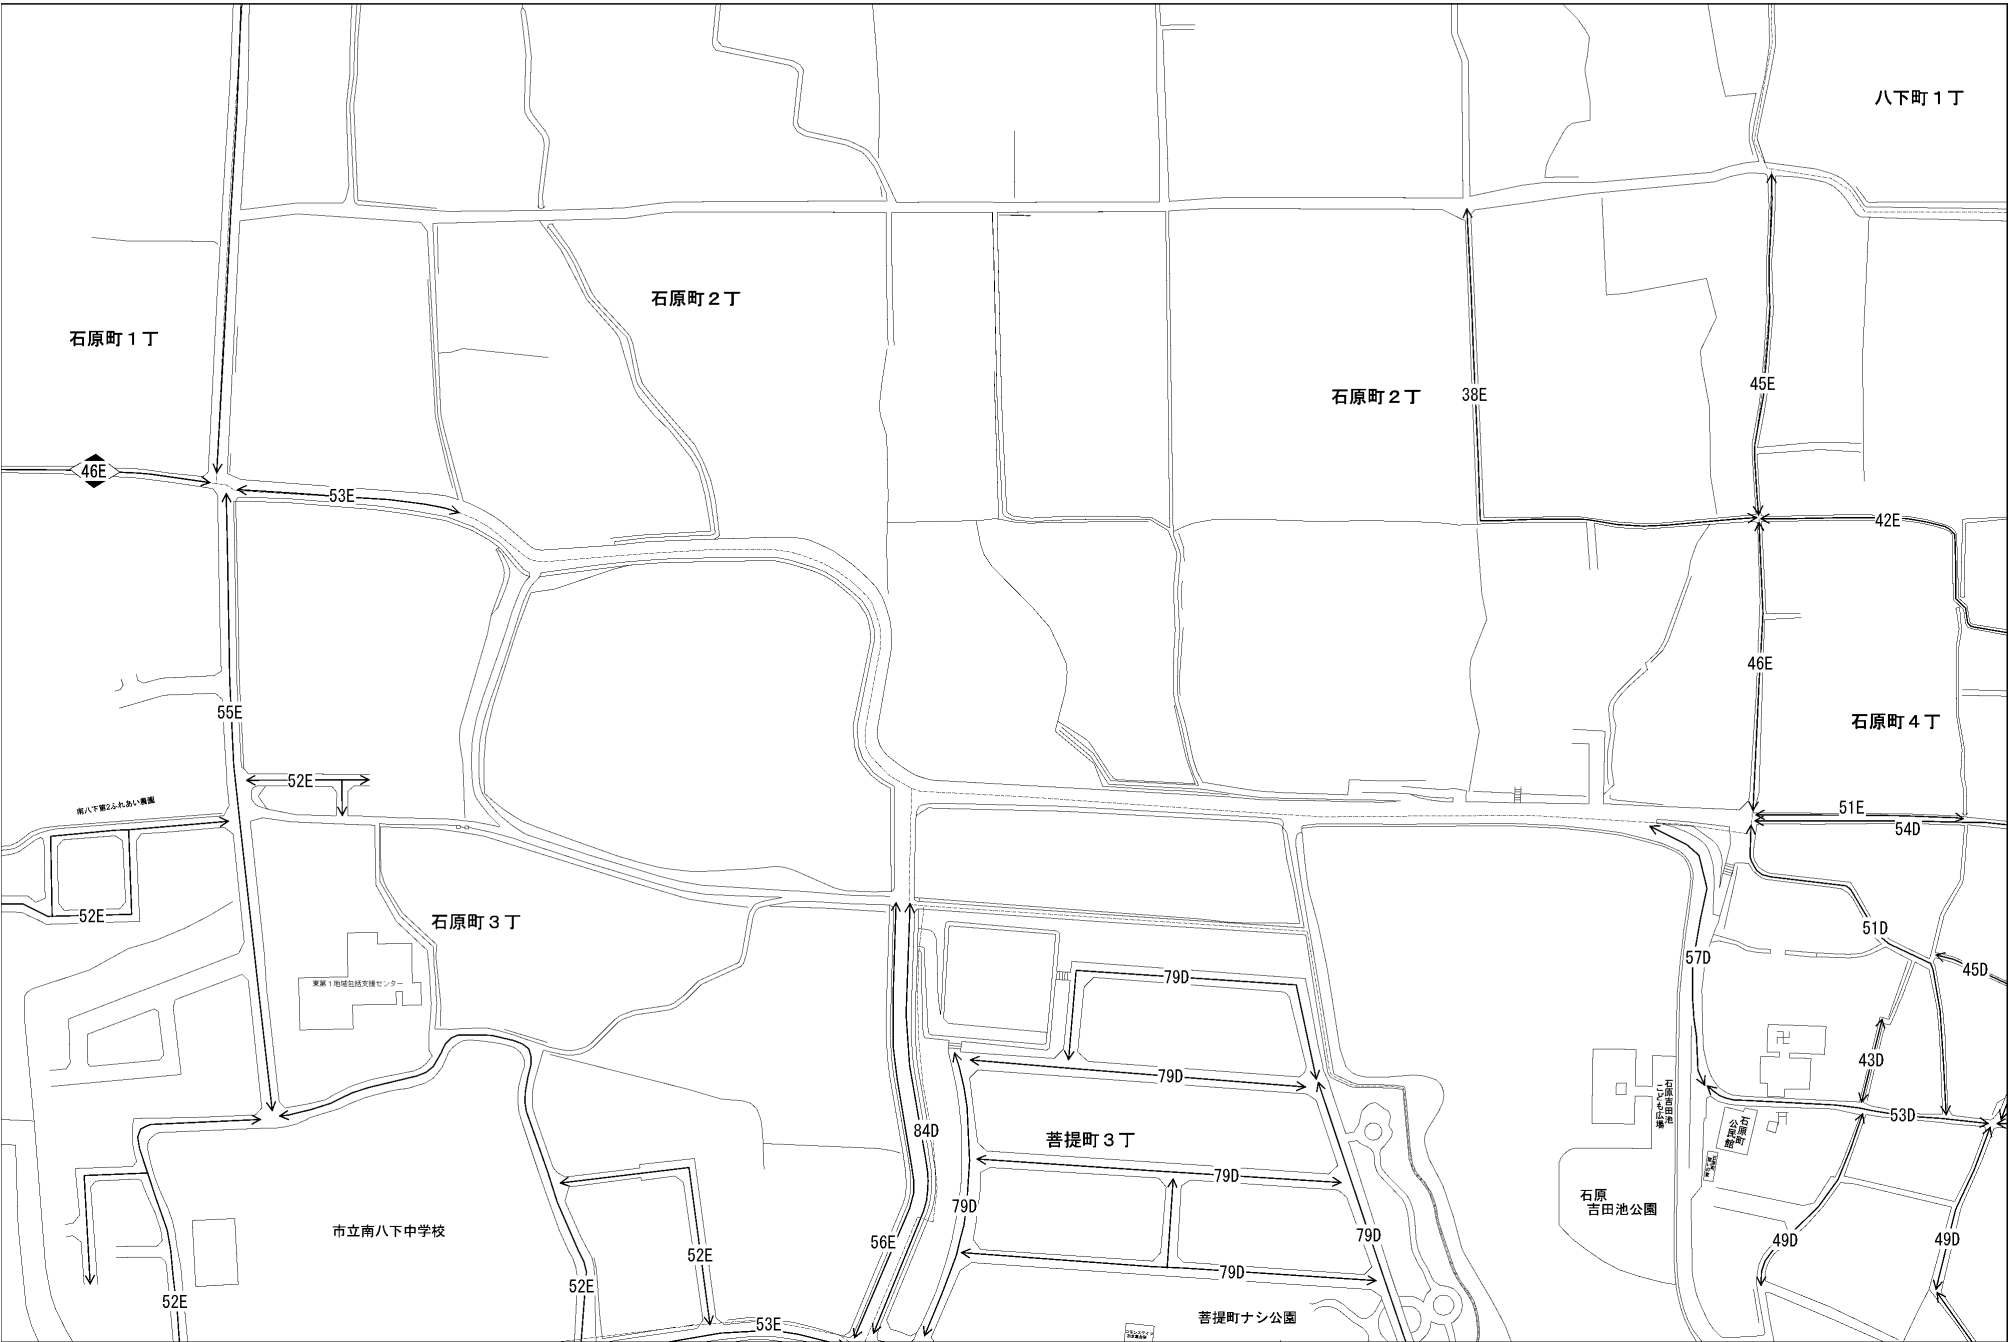 八下町１丁
石原町２丁
石原町１丁
45E
38E
石原町２丁
46E
53E
42E
46E
55E
石原町４丁
52E
南八下第2ふれあい農園
51E
54D
52E
石原町３丁
51D
57D
45D
79D
東第１地域包括支援センター
43D
79D
石原吉田池
こども広場
53D
石原町
公民館
84D
菩提町３丁
79D
石原
吉田池公園
79D
市立南八下中学校
56E
79D
49D
49D
52E
79D
52E
52E
菩提町ナシ公園
53E